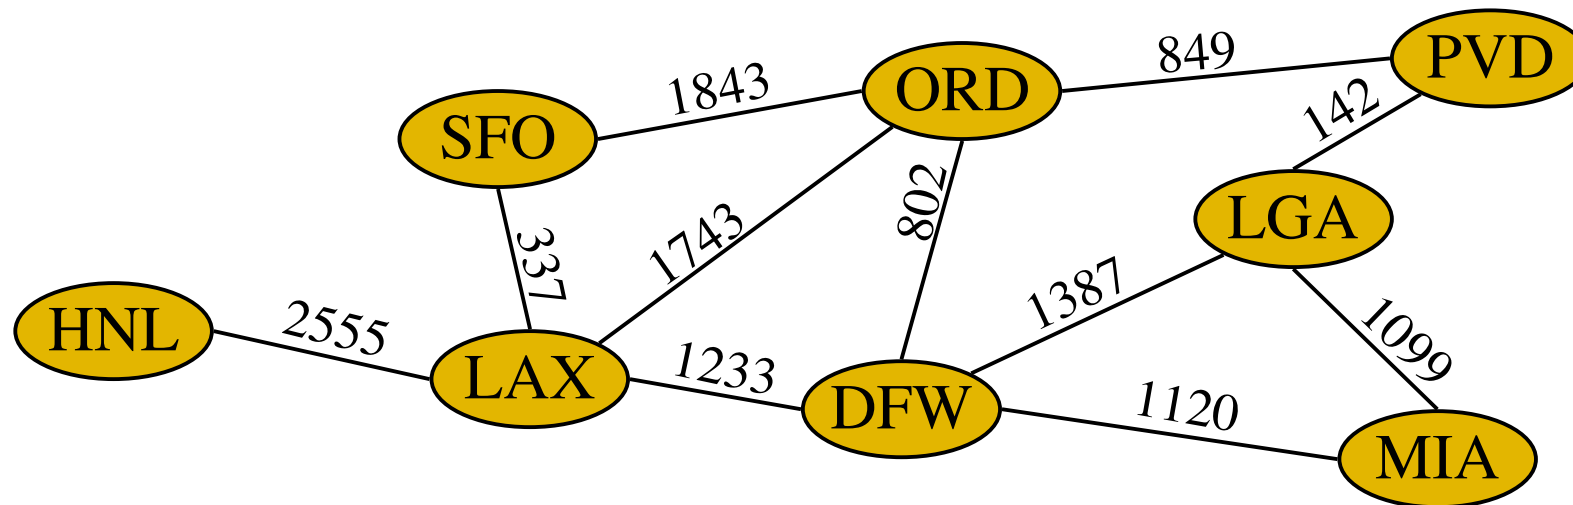 PVD
849
ORD
1843
142
SFO
802
LGA
1743
337
1387
HNL
2555
1099
LAX
1233
DFW
1120
MIA